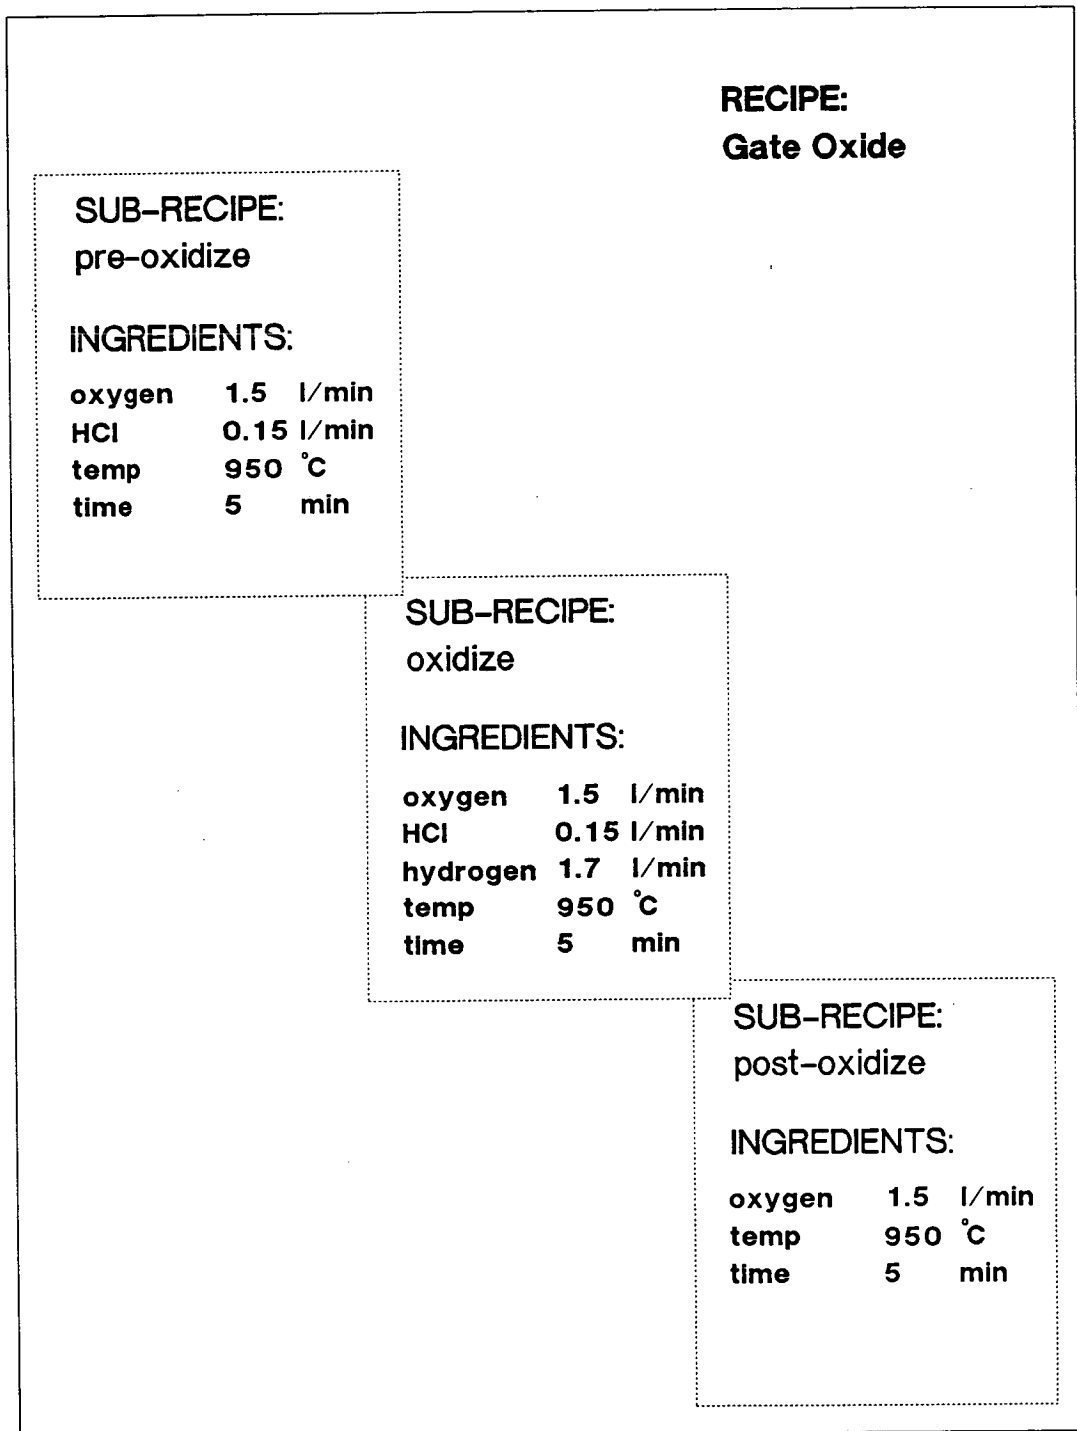 RECIPE:
Gate Oxide
SUB-RECIPE:
pre-oxidize
INGREDIENTS:
oxygen 1.5 l/min
HCl 0.15 l/min
temp 950 °C
time 5 min
SUB-RECIPE:
oxidize
INGREDIENTS:
oxygen 1.5 l/min
HCl 0.15 l/min
hydrogen 1.7 l/min
temp 950 °C
time 5 min
SUB-RECIPE:
post-oxidize
INGREDIENTS:
oxygen 1.5 l/min
temp 950 °C
time 5 min